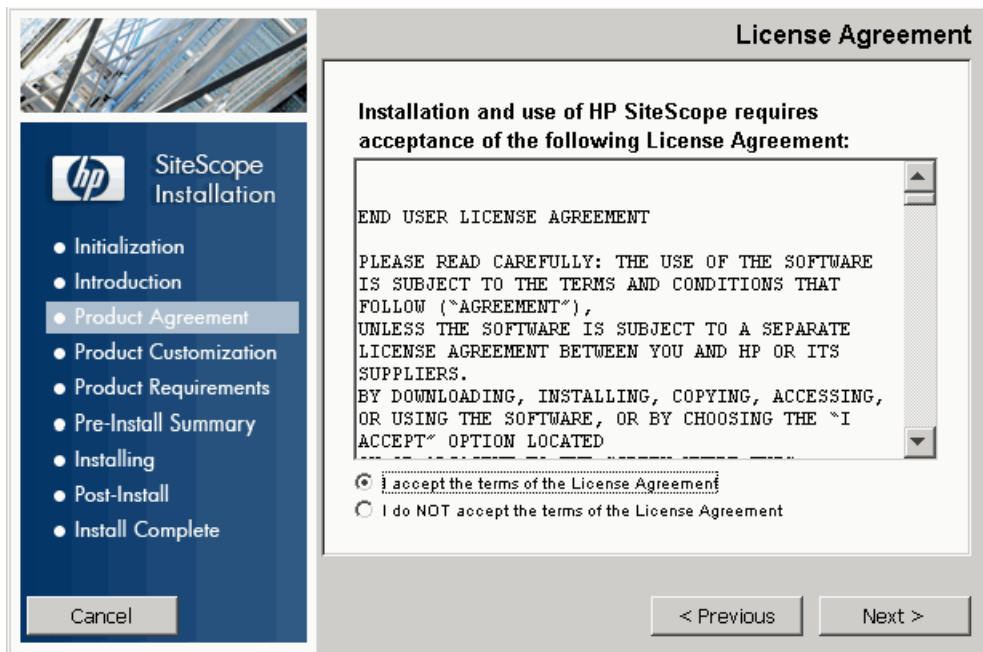 License Agreement
hp
SiteScope
Installation
Initialization
Introduction
Product Agreement
Product Customization
Product Requirements
Pre-Install Summary
Installing
Post-Install
Install Complete
Cancel
Installation and use of HP SiteScope requires
acceptance of the following License Agreement:
END USER LICENSE AGREEMENT
PLEASE READ CAREFULLY: THE USE OF THE SOFTWARE
IS SUBJECT TO THE TERMS AND CONDITIONS THAT
FOLLOW ("AGREEMENT"),
UNLESS THE SOFTWARE IS SUBJECT TO A SEPARATE
LICENSE AGREEMENT BETWEEN YOU AND HP OR ITS
SUPPLIERS.
BY DOWNLOADING, INSTALLING, COPYING, ACCESSING,
OR USING THE SOFTWARE, OR BY CHOOSING THE "I
ACCEPT" OPTION LOCATED
I accept the terms of the License Agreement
I do NOT accept the terms of the License Agreement
< Previous
Next >